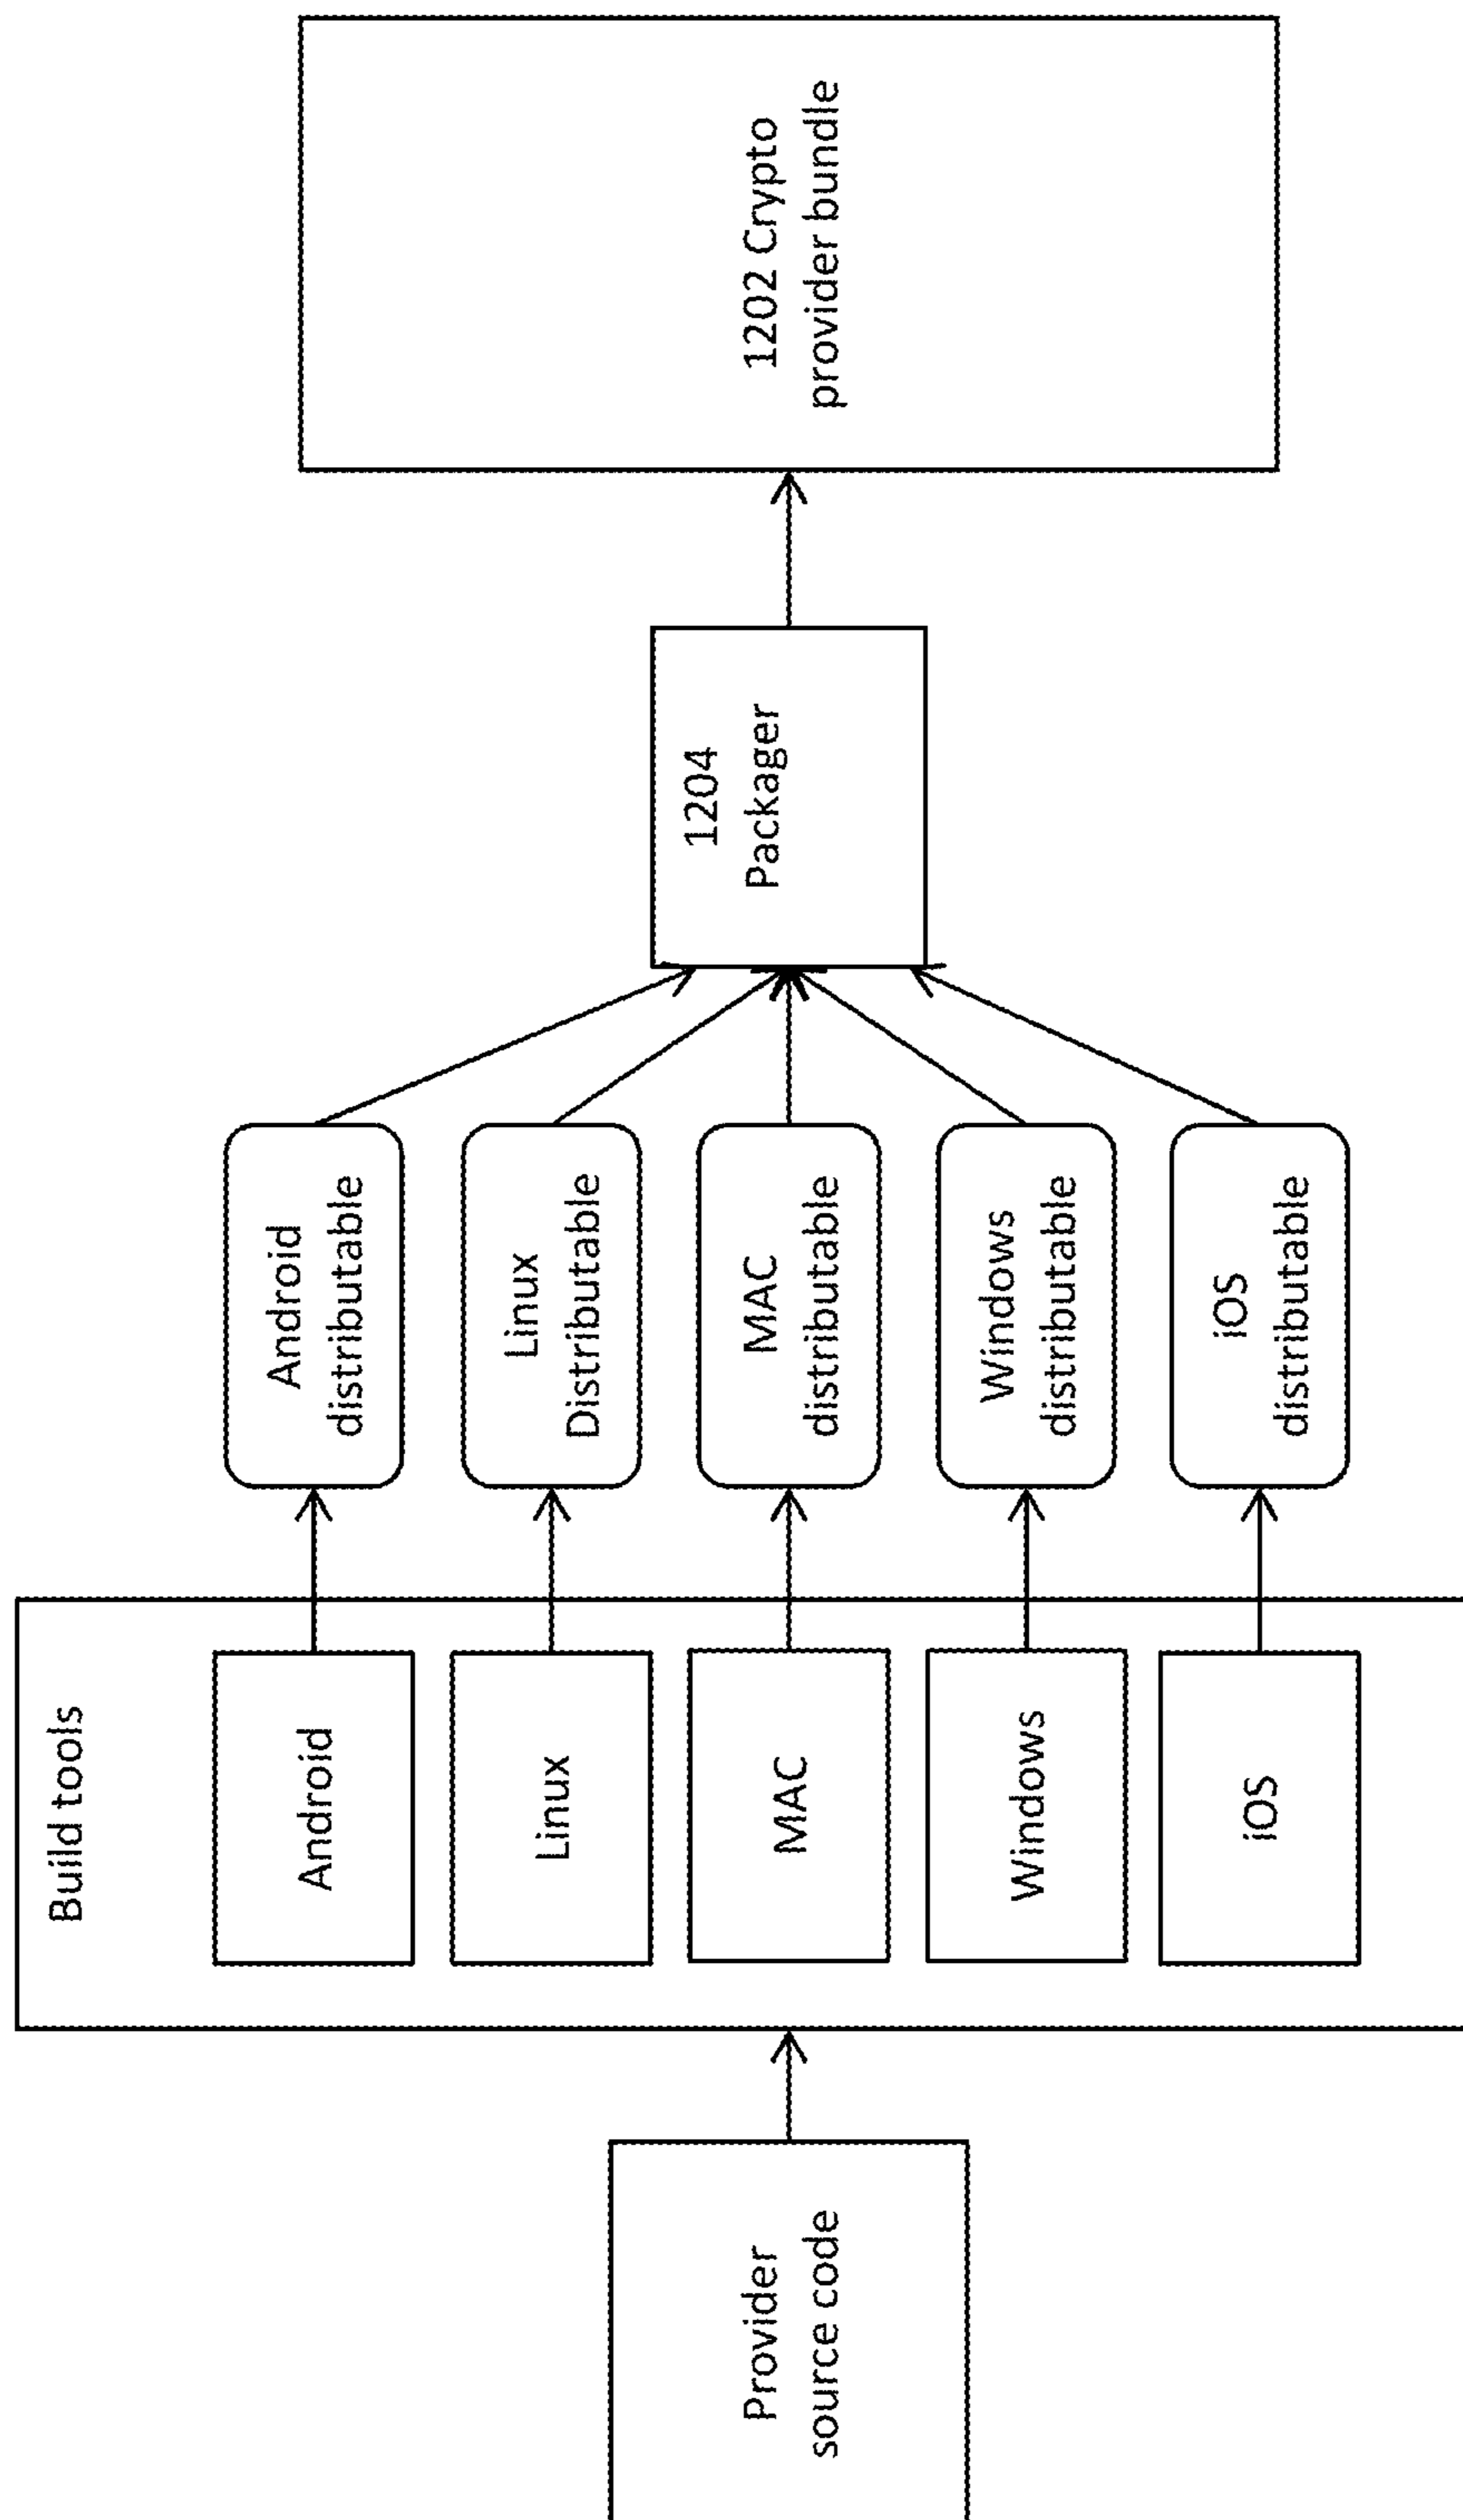 Provider
source code
Build tools
Android
Linux
MAC
Windows
iOS
Android
distributable
Linux
Distributable
MAC
distributable
Windows
distributable
iOS
distributable
1204
Packager
1202 Crypto
provider bundle